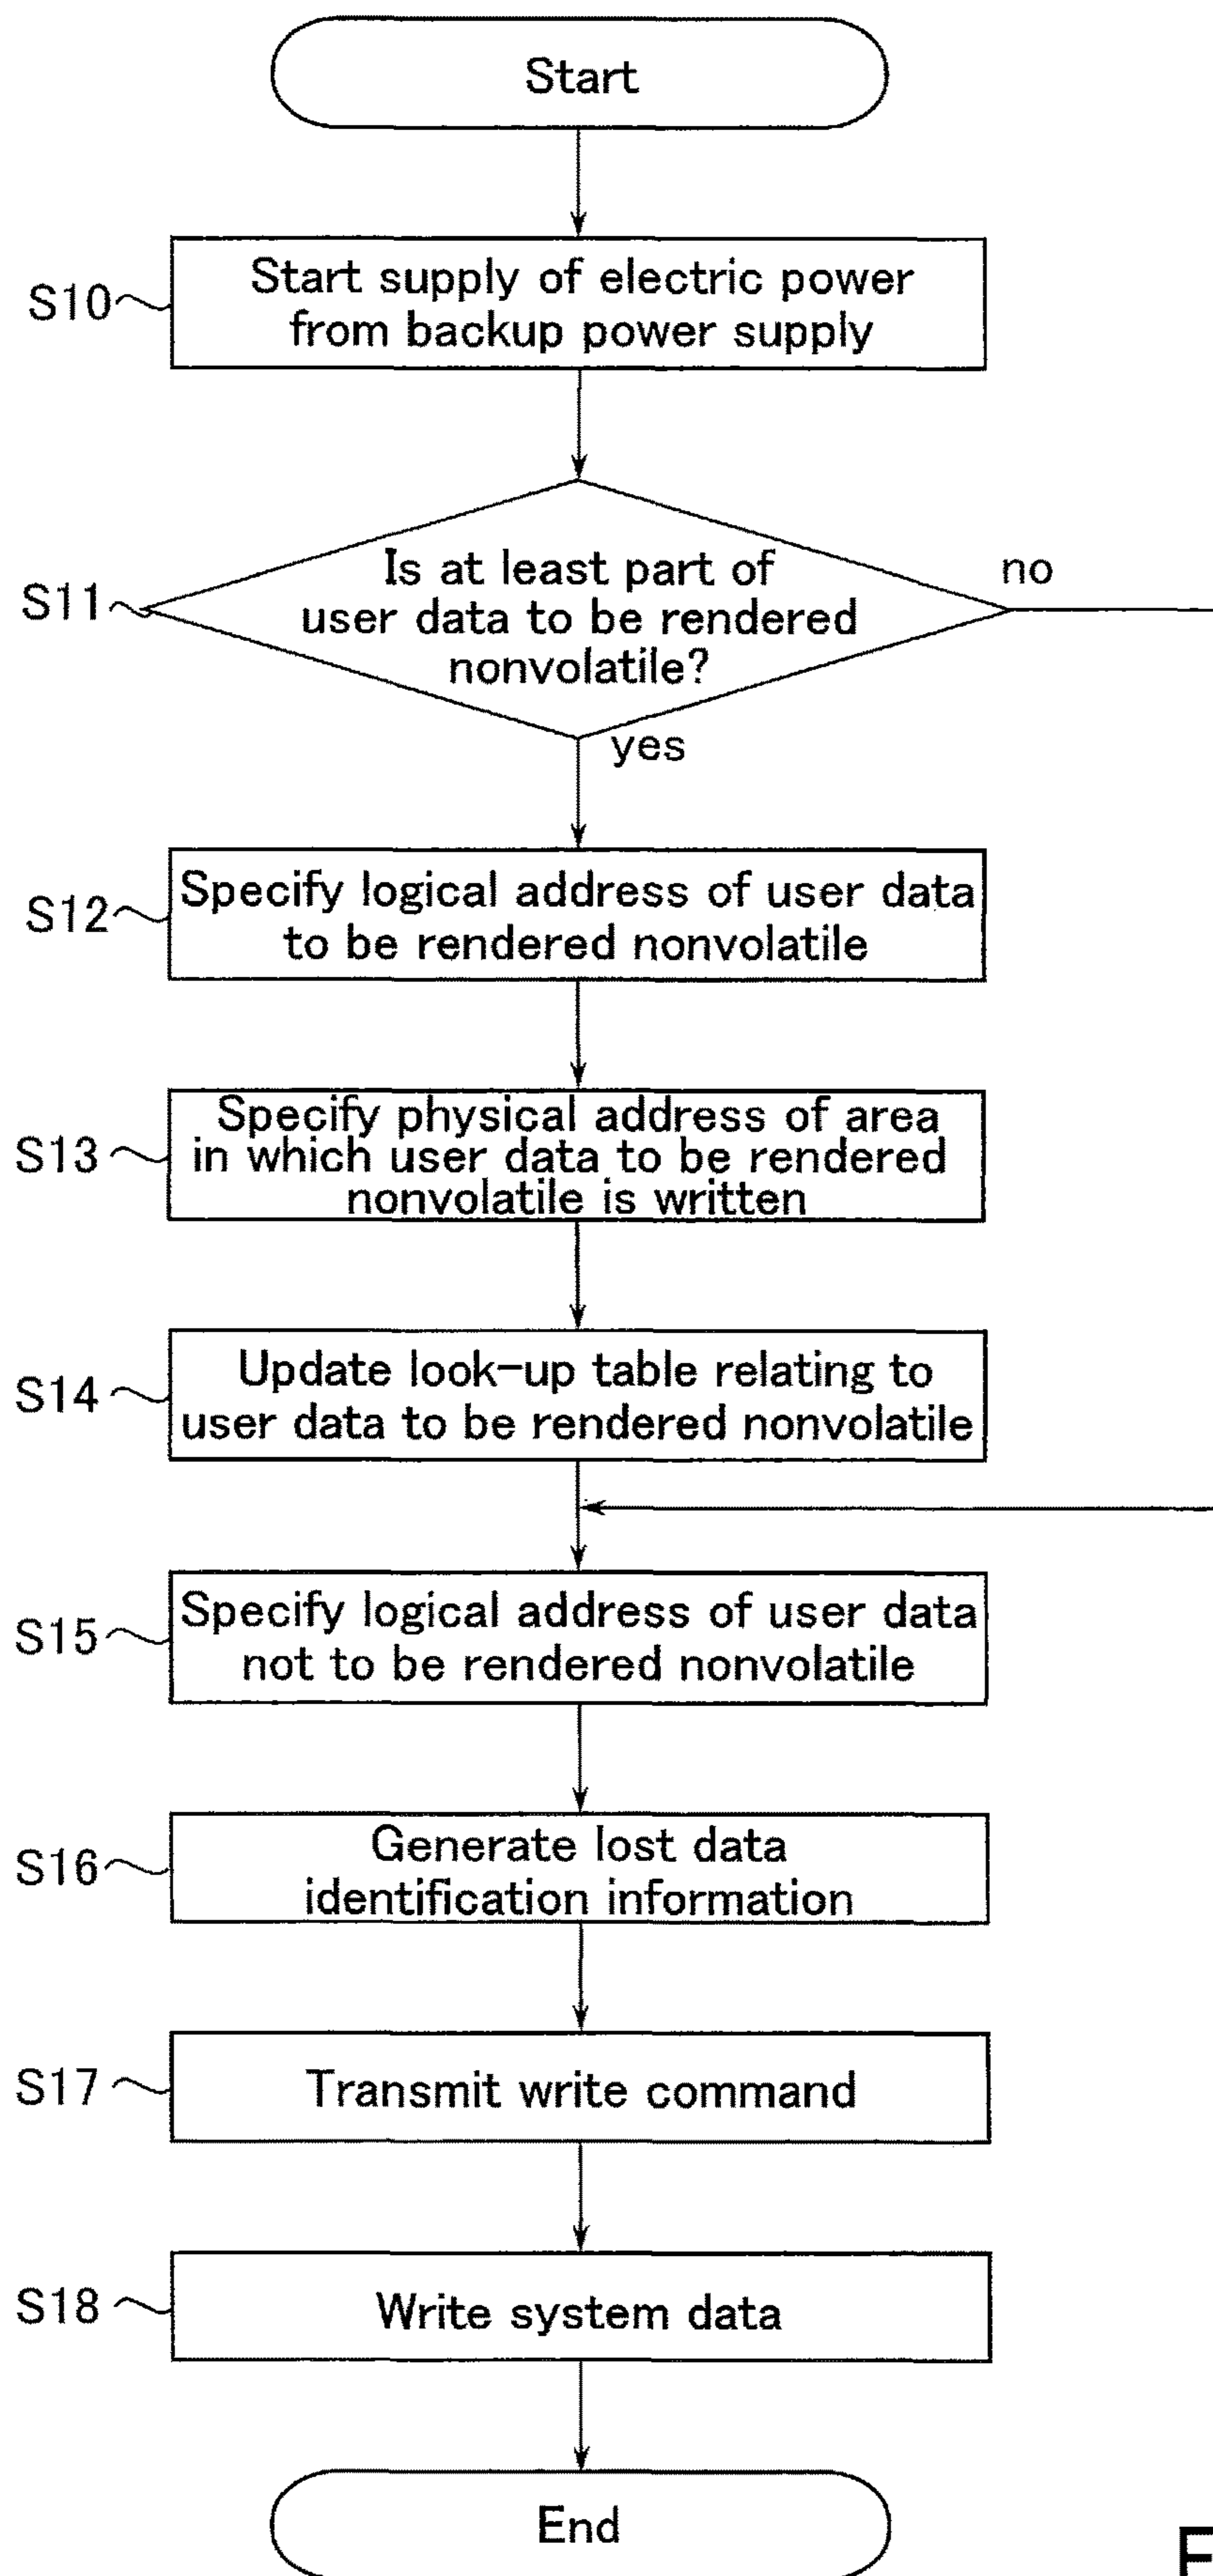 Start
S10
Start supply of electric power
from backup power supply
S11
Is at least part of
user data to be rendered
nonvolatile?
no
yes
S12
Specify logical address of user data
to be rendered nonvolatile
S13
Specify physical address of area
in which user data to be rendered
nonvolatile is written
S14
Update look-up table relating to
user data to be rendered nonvolatile
S15
Specify logical address of user data
not to be rendered nonvolatile
S16
Generate lost data
identification information
S17
Transmit write command
S18
Write system data
End